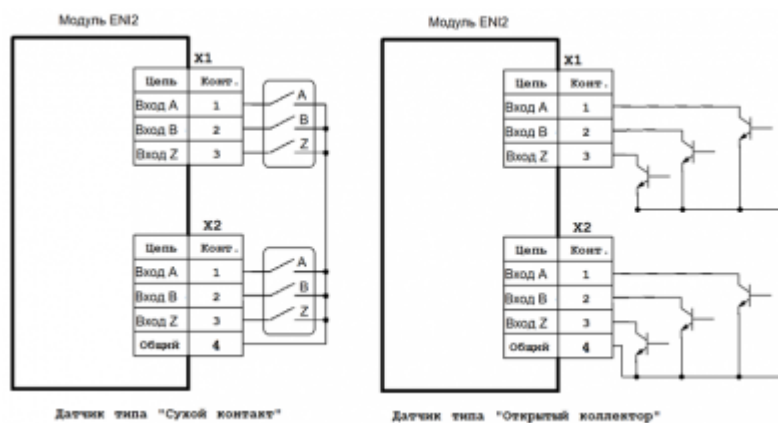 Модуль ENI2
X1
Цепь Конт.
Вход A 1
Вход B 2
Вход Z 3
A
B
Z
X2
Цепь Конт.
Вход A 1
Вход B 2
Вход Z 3
Общий 4
A
B
Z
Датчик типа "Сухой контакт"
Модуль ENI2
X1
Цепь Конт.
Вход A 1
Вход B 2
Вход Z 3
X2
Цепь Конт.
Вход A 1
Вход B 2
Вход Z 3
Общий 4
Датчик типа "Открытый коллектор"